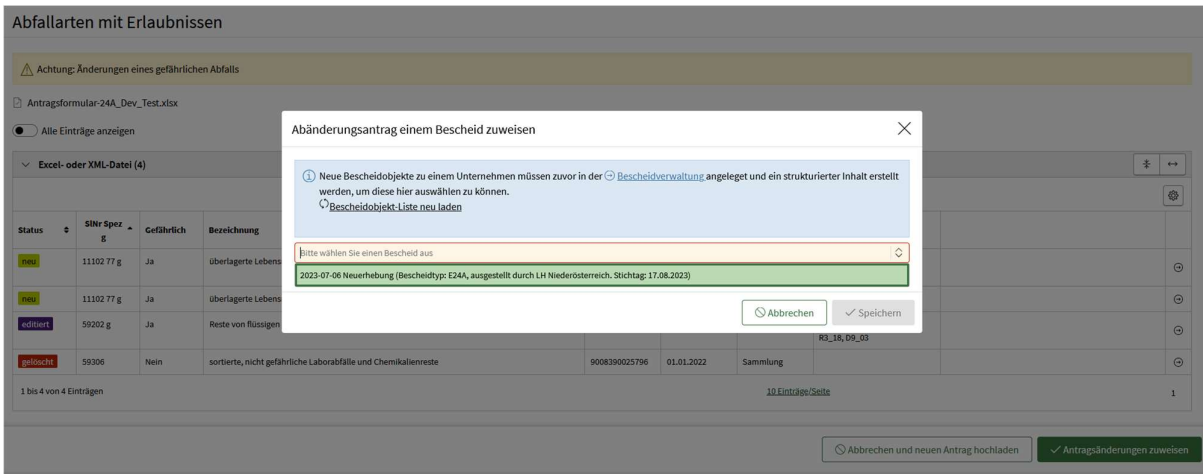 Abfallarten mit Erlaubnissen
Achtung: Änderungen eines gefährlichen Abfalls
Antragsformular-24A_Dev_Test.xlsx
Alle Einträge anzeigen
Excel- oder XML-Datei (4)
Abänderungsantrag einem Bescheid zuweisen
Neue Bescheidobjekte zu einem Unternehmen müssen zuvor in der Bescheidverwaltung angeleget und ein strukturierter Inhalt erstellt
werden, um diese hier auswählen zu können.
Bescheidobjekt-Liste neu laden
Bitte wählen Sie einen Bescheid aus
2023-07-06 Neuerhebung (Bescheidtyp: E24A, ausgestellt durch LH Niederösterreich. Stichtag: 17.08.2023)
Abbrechen Speichern
Status SlNr Spez g Gefährlich Bezeichnung
neu 11102 77 g Ja überlagerte Lebens
neu 11102 77 g Ja überlagerte Lebens
editiert 59202 g Ja Reste von flüssigen
R3_18, D9_03
gelöscht 59306 Nein sortierte, nicht gefährliche Laborabfälle und Chemikalienreste 9008390025796 01.01.2022 Sammlung
1 bis 4 von 4 Einträgen 10 Einträge/Seite 1
Abbrechen und neuen Antrag hochladen Antragsänderungen zuweisen